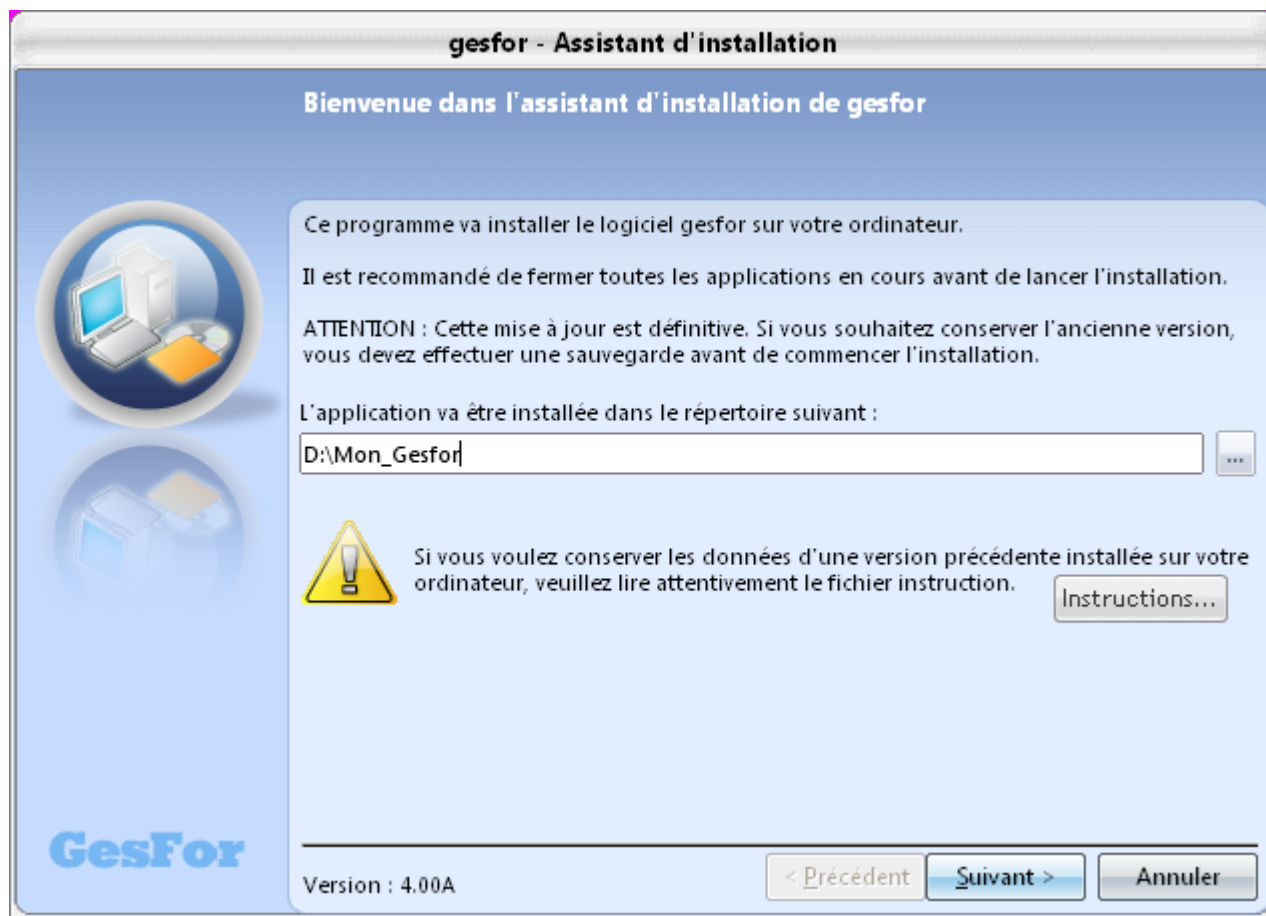 gesfor - Assistant d'installation
Bienvenue dans l'assistant d'installation de gesfor
Ce programme va installer le logiciel gesfor sur votre ordinateur.
Il est recommandé de fermer toutes les applications en cours avant de lancer l'installation.
ATTENTION : Cette mise à jour est définitive. Si vous souhaitez conserver l'ancienne version,
vous devez effectuer une sauvegarde avant de commencer l'installation.
L'application va être installée dans le répertoire suivant :
D:\Mon_Gesfor
...
Si vous voulez conserver les données d'une version précédente installée sur votre
ordinateur, veuillez lire attentivement le fichier instruction.
Instructions...
GesFor
Version : 4.00A
< Précédent
Suivant >
Annuler